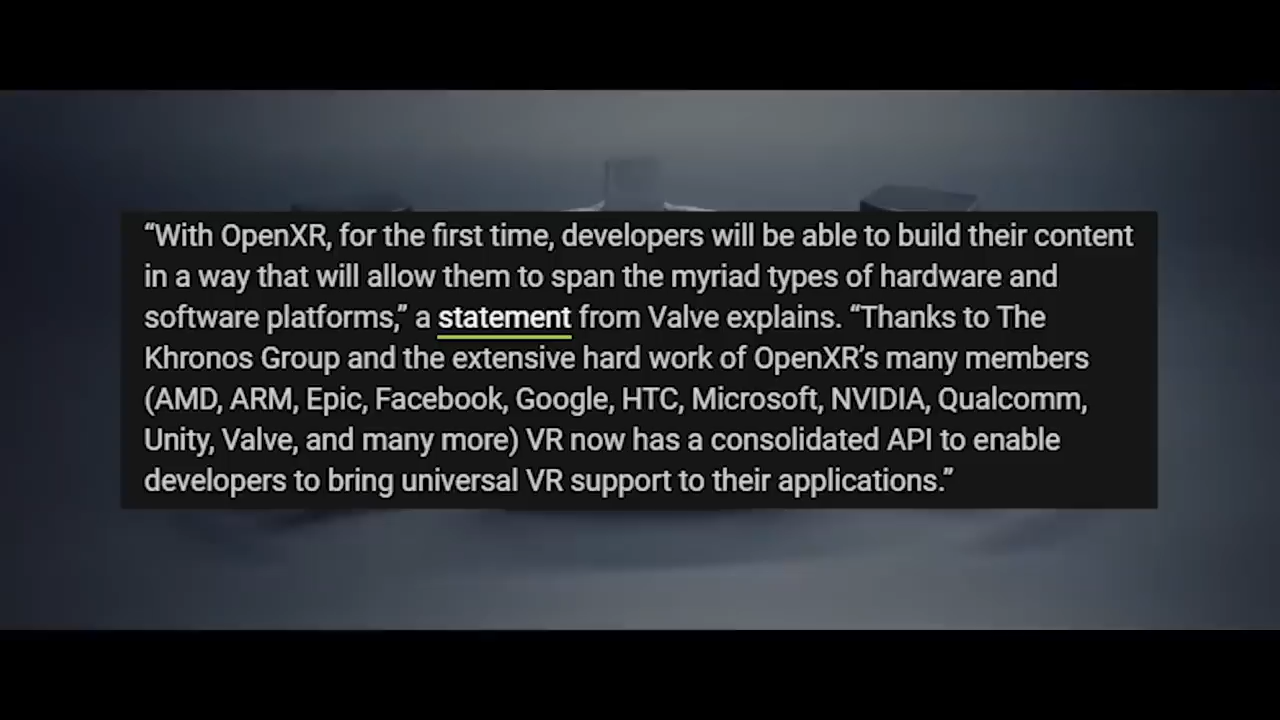 “With OpenXR, for the first time, developers will be able to build their content
in a way that will allow them to span the myriad types of hardware and
software platforms,” a statement from Valve explains. “Thanks to The
Khronos Group and the extensive hard work of OpenXR’s many members
(AMD, ARM, Epic, Facebook, Google, HTC, Microsoft, NVIDIA, Qualcomm,
Unity, Valve, and many more) VR now has a consolidated API to enable
developers to bring universal VR support to their applications.”